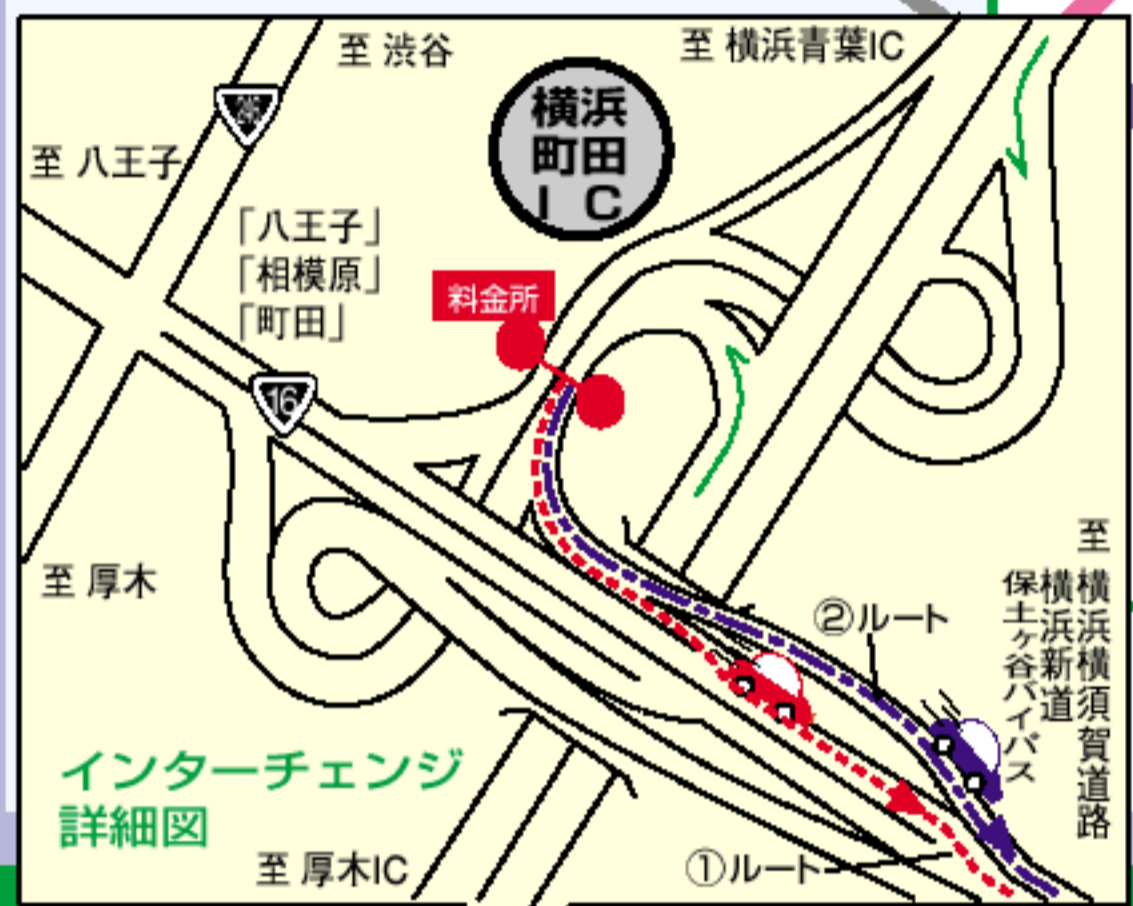 至 渋谷
至 横浜青葉IC
横浜
町田
IC
至 八王子
「八王子」
「相模原」
「町田」
料金所
16
至 厚木
②ルート
至
横浜横須賀道路
横浜新道
保土ヶ谷バイパス
インターチェンジ
詳細図
至 厚木IC
①ルート